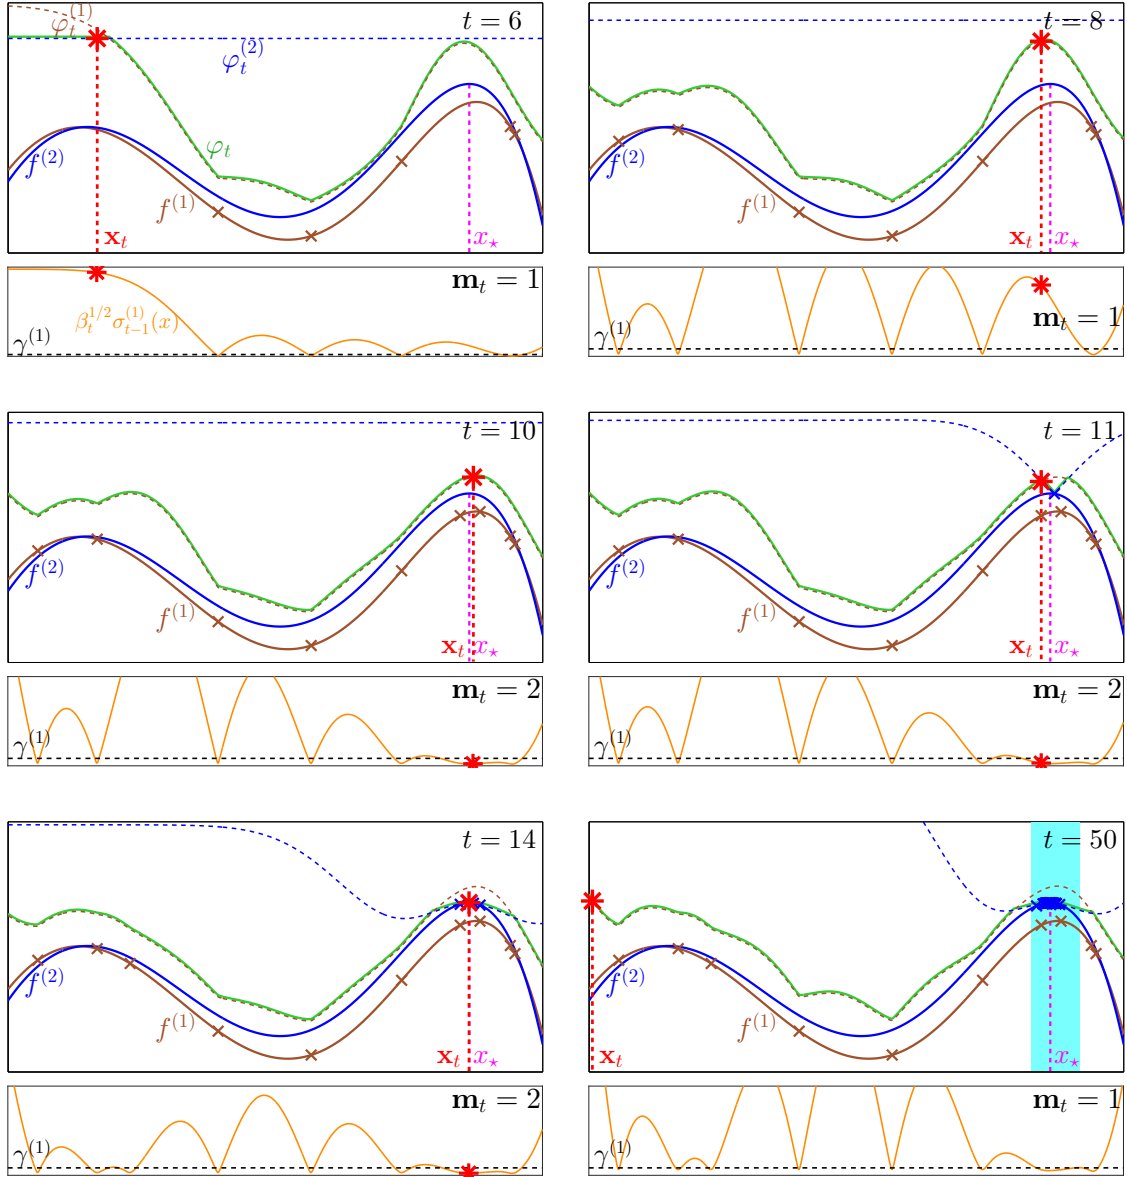 φ_t^{(1)}
t = 6
φ_t^{(2)}
φ_t
f^{(2)}
f^{(1)}
x_t
x_⋆
m_t = 1
β_t^{1/2}σ_{t-1}^{(1)}(x)
γ^{(1)}
t = 8
f^{(2)}
f^{(1)}
x_t
x_⋆
m_t = 1
γ^{(1)}
t = 10
f^{(2)}
f^{(1)}
x_t
x_⋆
m_t = 2
γ^{(1)}
t = 11
f^{(2)}
f^{(1)}
x_t
x_⋆
m_t = 2
γ^{(1)}
t = 14
f^{(2)}
f^{(1)}
x_t
x_⋆
m_t = 2
γ^{(1)}
t = 50
f^{(2)}
f^{(1)}
x_t
x_⋆
m_t = 1
γ^{(1)}